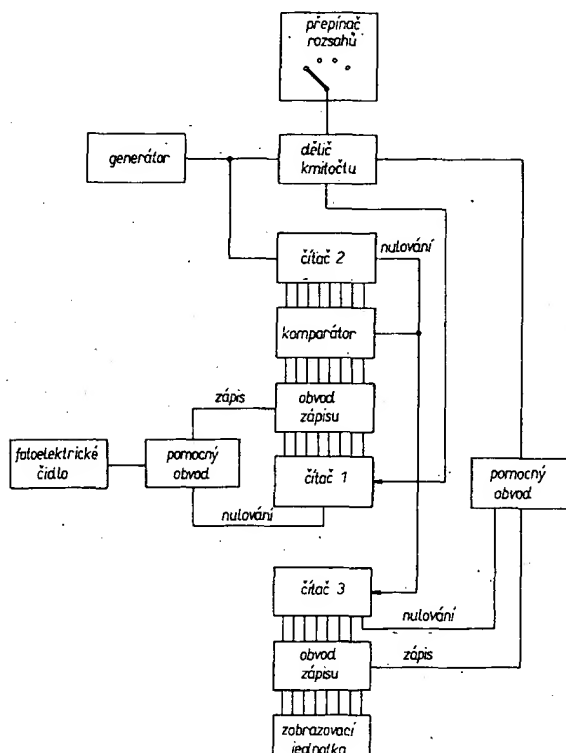 přepínač
rozsahů
generátor
dělič
kmitočtu
čítač 2
nulování
komparátor
zápis
obvod
zápisu
fotoelektrické
čidlo
pomocný
obvod
čítač 1
pomocný
obvod
nulování
čítač 3
nulování
obvod
zápisu
zápis
zobrazovací
jednotka